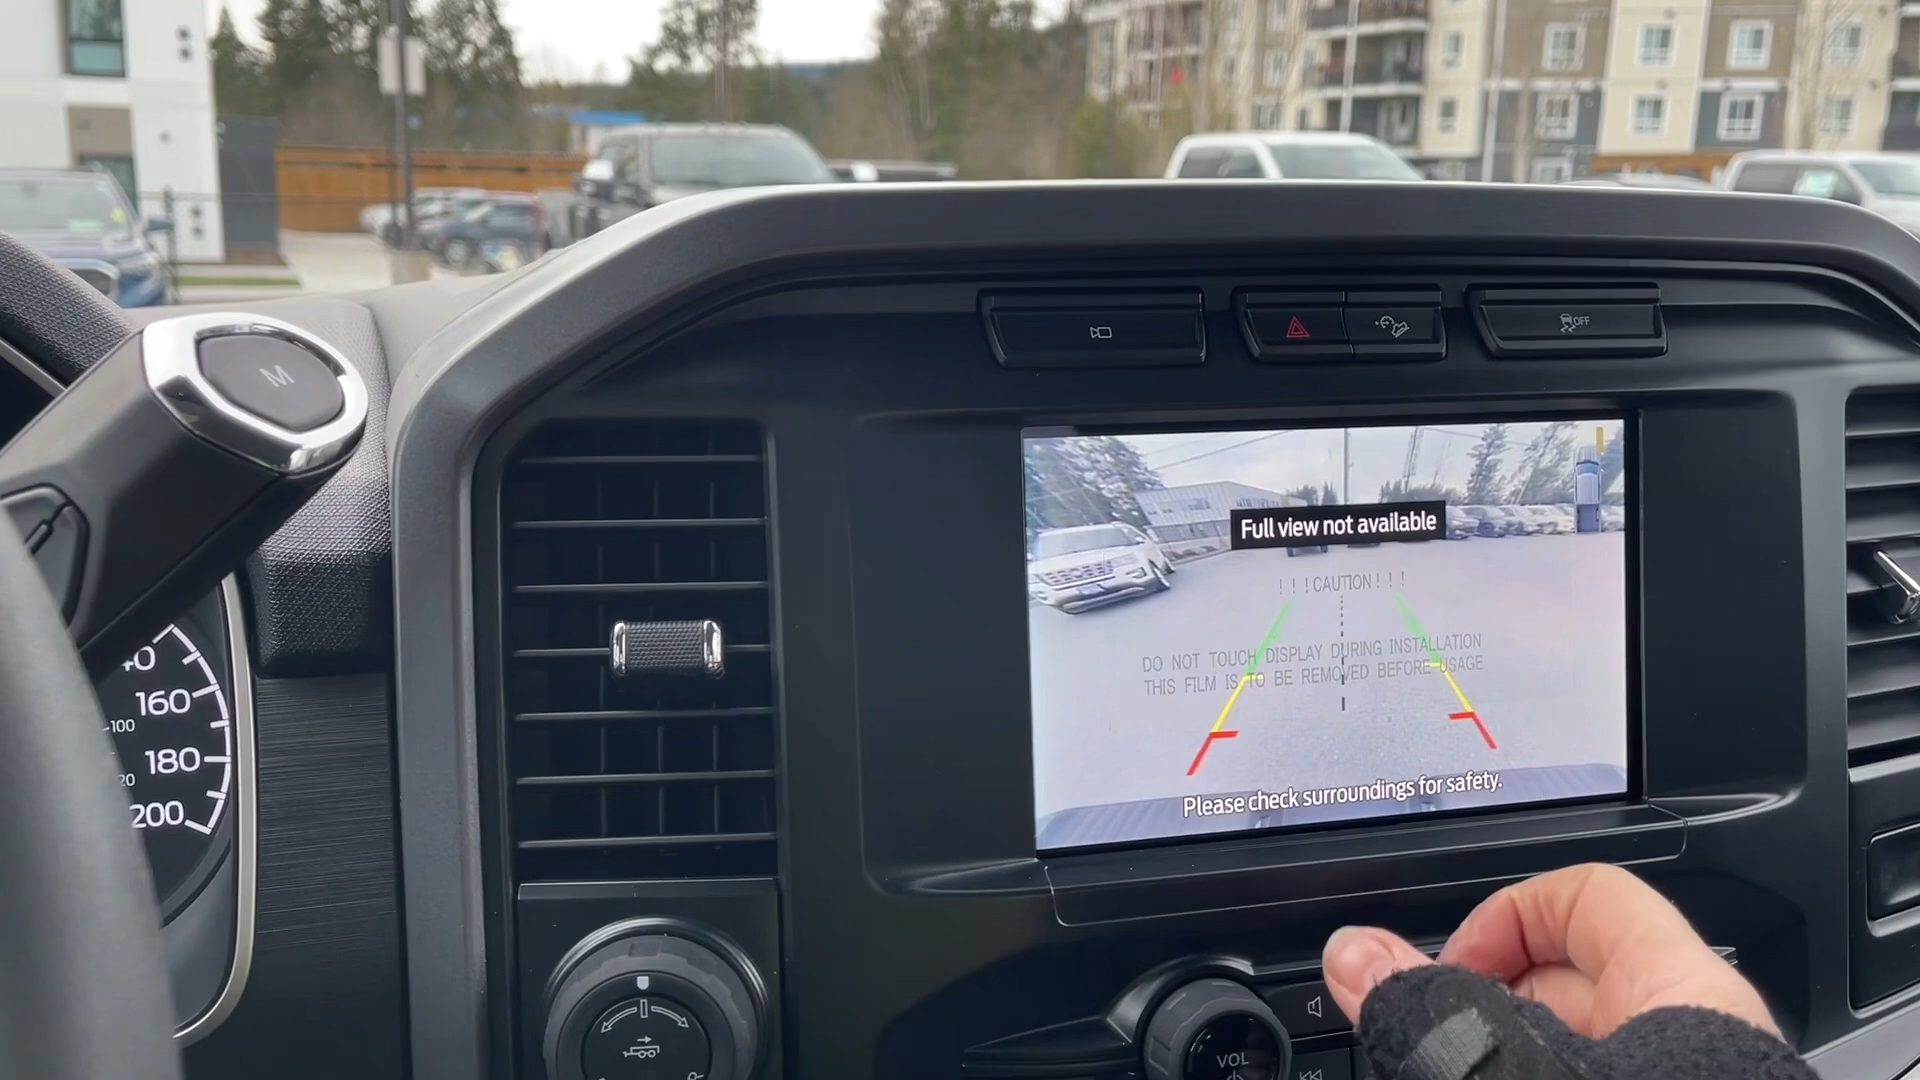 M
OFF
Full view not available
! ! ! CAUTION ! ! !
DO NOT TOUCH DISPLAY DURING INSTALLATION
THIS FILM IS TO BE REMOVED BEFORE USAGE
Please check surroundings for safety.
160
100
180
200
VOL